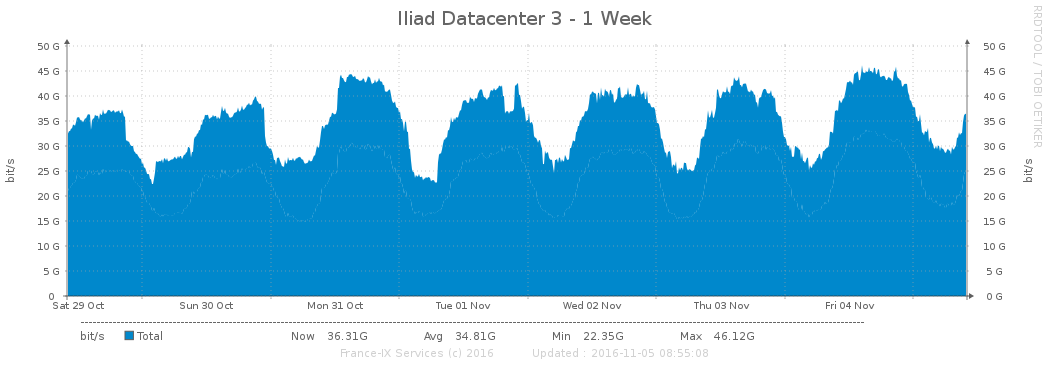 Iliad Datacenter 3 - 1 Week
RRDTOOL / TOBI OETIKER
50 G 50 G
45 G 45 G
40 G 40 G
35 G 35 G
30 G 30 G
25 G 25 G
20 G 20 G
15 G 15 G
10 G 10 G
5 G 5 G
0 0 G
bit/s
bit/s
Sat 29 Oct Sun 30 Oct Mon 31 Oct Tue 01 Nov Wed 02 Nov Thu 03 Nov Fri 04 Nov
bit/s Total Now 36.31G Avg 34.81G Min 22.35G Max 46.12G
France-IX Services (c) 2016 Updated : 2016-11-05 08:55:08